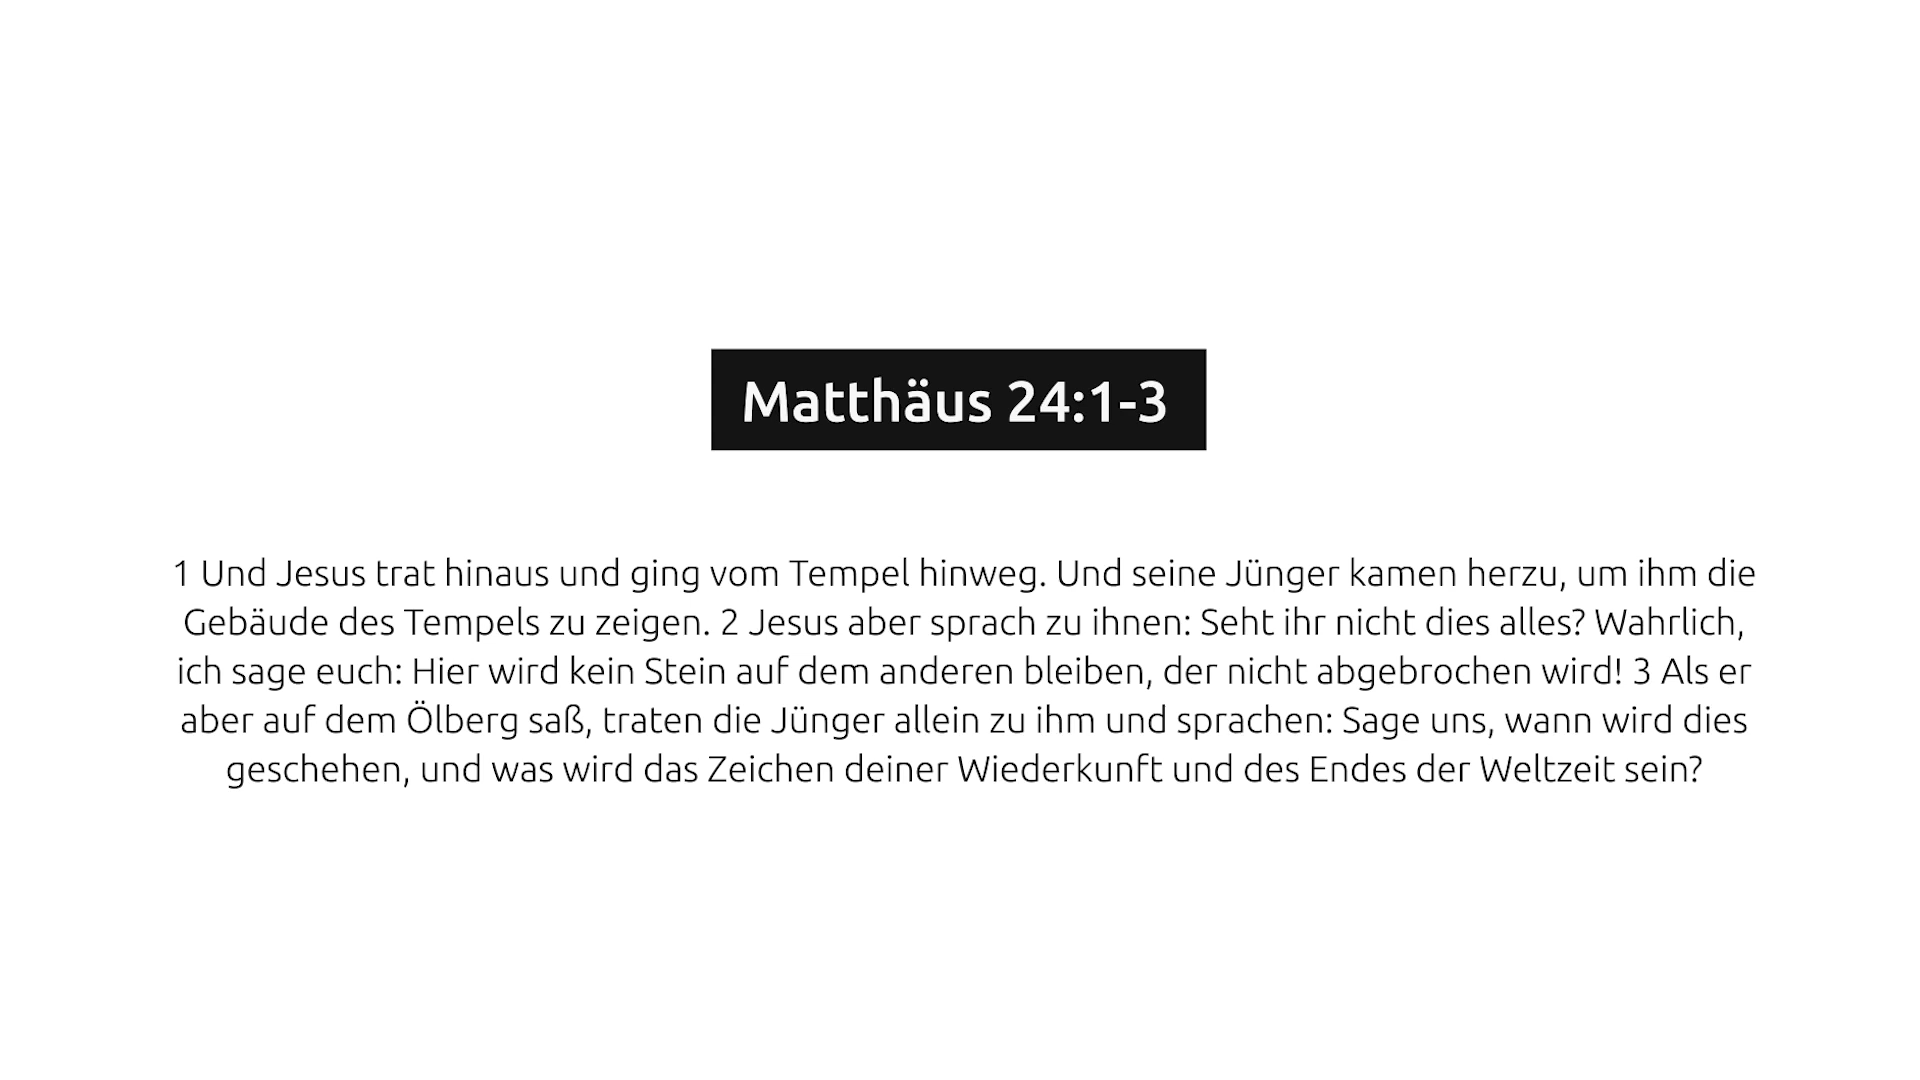 Matthäus 24:1-3
1 Und Jesus trat hinaus und ging vom Tempel hinweg. Und seine Jünger kamen herzu, um ihm die
Gebäude des Tempels zu zeigen. 2 Jesus aber sprach zu ihnen: Seht ihr nicht dies alles? Wahrlich,
ich sage euch: Hier wird kein Stein auf dem anderen bleiben, der nicht abgebrochen wird! 3 Als er
aber auf dem Ölberg saß, traten die Jünger allein zu ihm und sprachen: Sage uns, wann wird dies
geschehen, und was wird das Zeichen deiner Wiederkunft und des Endes der Weltzeit sein?